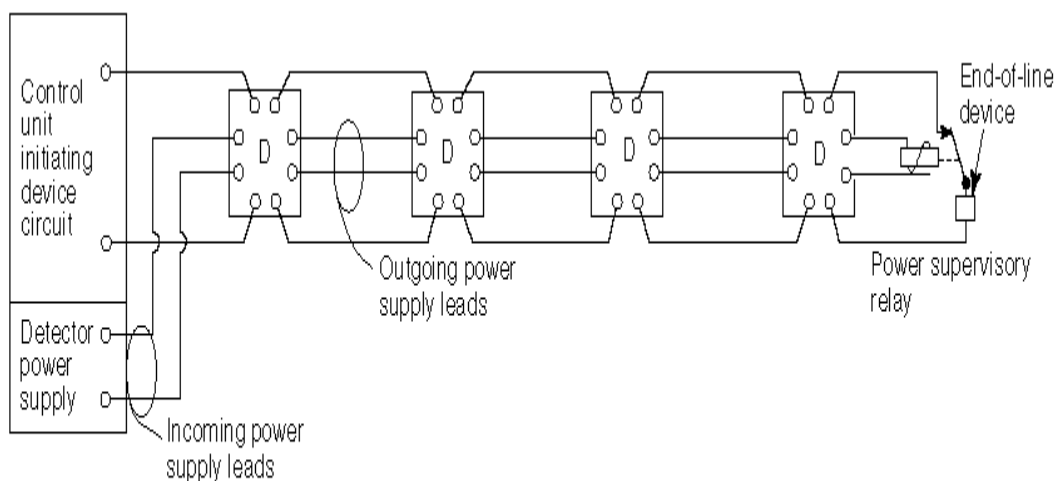 Control
unit
initiating
device
circuit
D
D
D
D
End-of-line
device
Outgoing power
supply leads
Power supervisory
relay
Detector
power
supply
Incoming power
supply leads